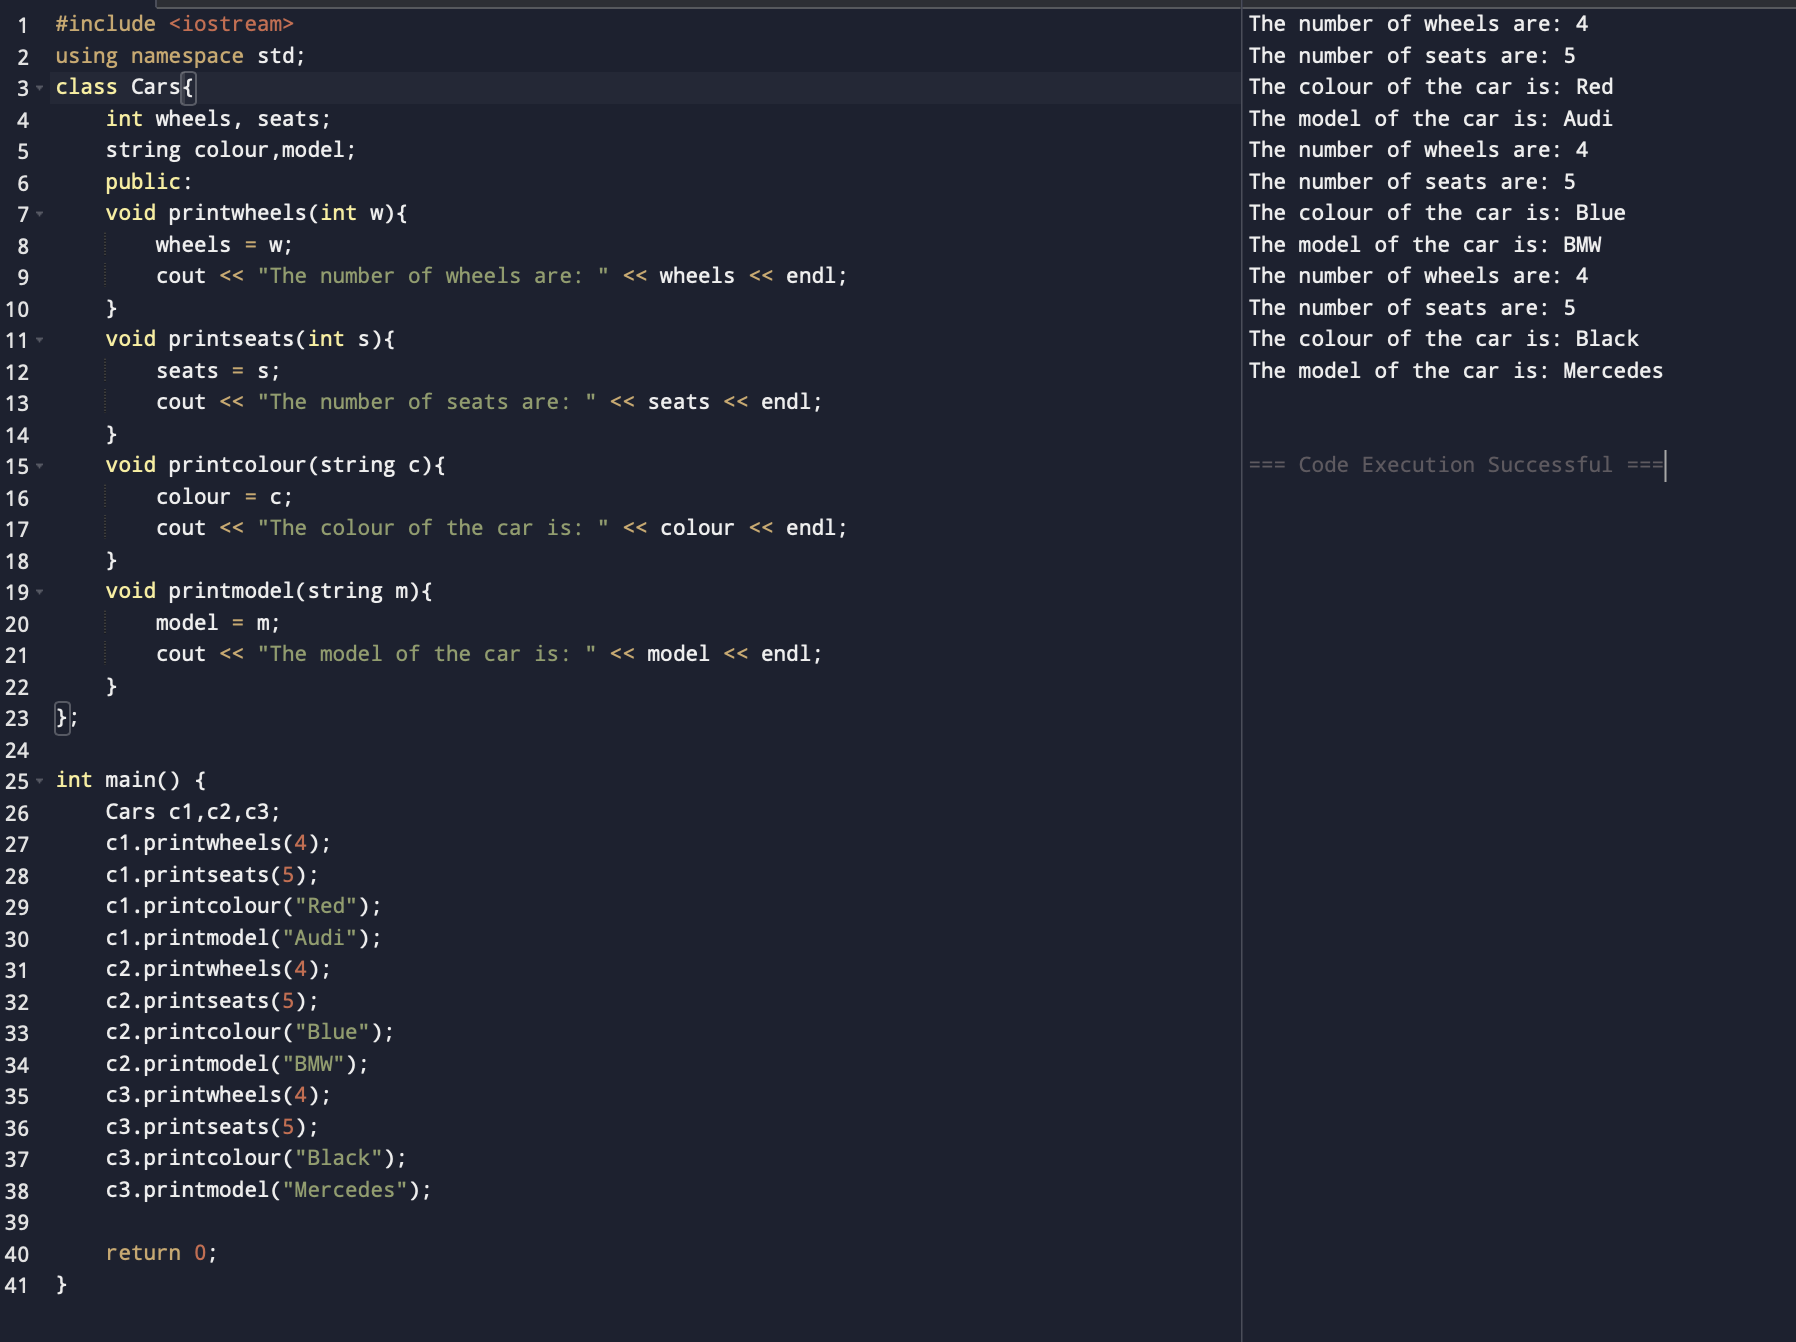 1 #include <iostream>
2 using namespace std;
3 class Cars{
4     int wheels, seats;
5     string colour,model;
6     public:
7     void printwheels(int w){
8         wheels = w;
9         cout << "The number of wheels are: " << wheels << endl;
10     }
11     void printseats(int s){
12         seats = s;
13         cout << "The number of seats are: " << seats << endl;
14     }
15     void printcolour(string c){
16         colour = c;
17         cout << "The colour of the car is: " << colour << endl;
18     }
19     void printmodel(string m){
20         model = m;
21         cout << "The model of the car is: " << model << endl;
22     }
23 };
24
25 int main() {
26     Cars c1,c2,c3;
27     c1.printwheels(4);
28     c1.printseats(5);
29     c1.printcolour("Red");
30     c1.printmodel("Audi");
31     c2.printwheels(4);
32     c2.printseats(5);
33     c2.printcolour("Blue");
34     c2.printmodel("BMW");
35     c3.printwheels(4);
36     c3.printseats(5);
37     c3.printcolour("Black");
38     c3.printmodel("Mercedes");
39
40     return 0;
41 }
The number of wheels are: 4
The number of seats are: 5
The colour of the car is: Red
The model of the car is: Audi
The number of wheels are: 4
The number of seats are: 5
The colour of the car is: Blue
The model of the car is: BMW
The number of wheels are: 4
The number of seats are: 5
The colour of the car is: Black
The model of the car is: Mercedes
=== Code Execution Successful ===